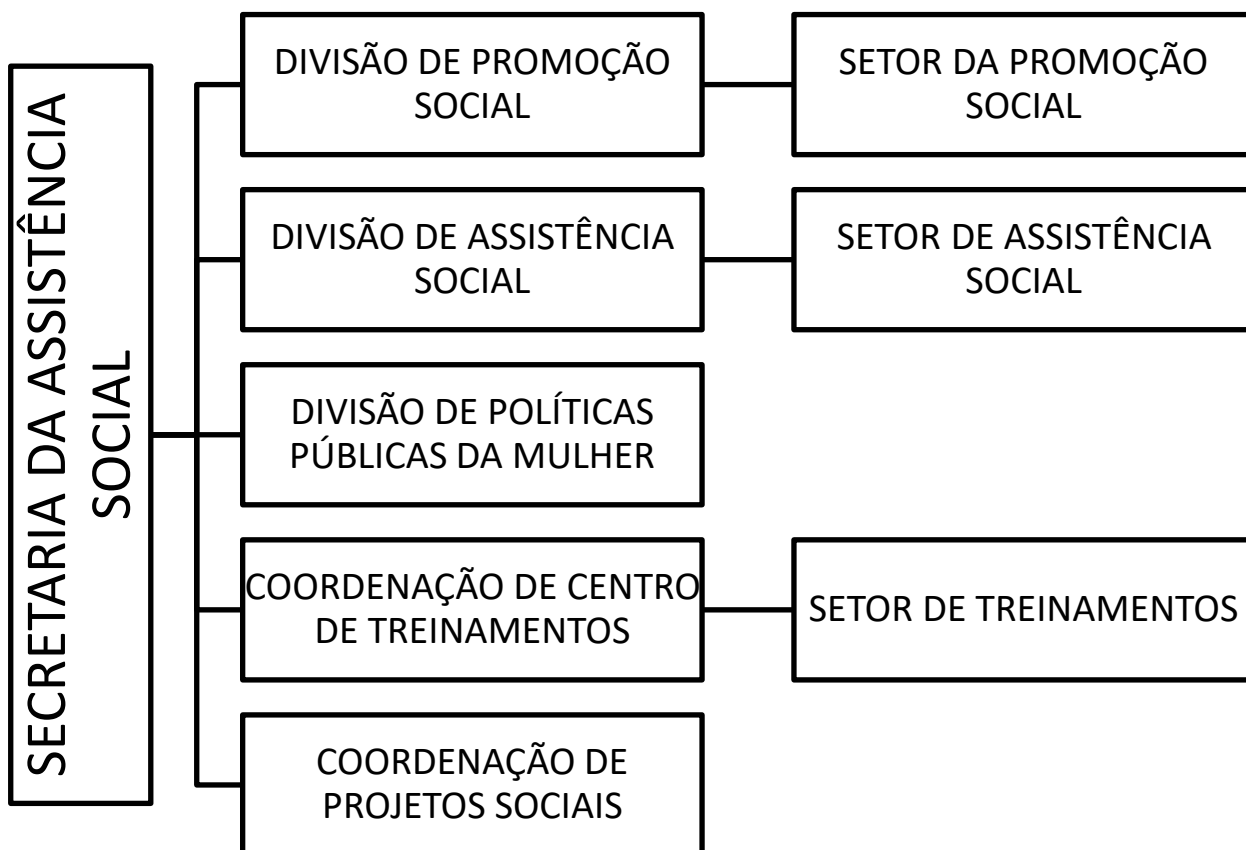 SECRETARIA DA ASSISTÊNCIA
SOCIAL
DIVISÃO DE PROMOÇÃO
SOCIAL
SETOR DA PROMOÇÃO
SOCIAL
DIVISÃO DE ASSISTÊNCIA
SOCIAL
SETOR DE ASSISTÊNCIA
SOCIAL
DIVISÃO DE POLÍTICAS
PÚBLICAS DA MULHER
COORDENAÇÃO DE CENTRO
DE TREINAMENTOS
SETOR DE TREINAMENTOS
COORDENAÇÃO DE
PROJETOS SOCIAIS